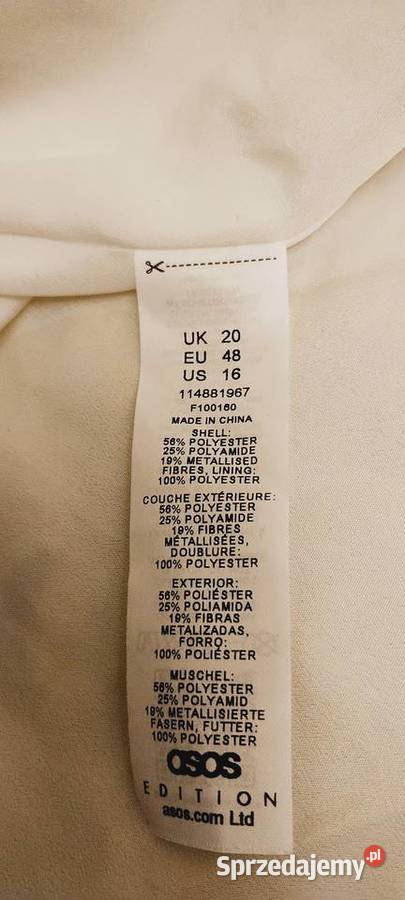 UK 20
EU 48
US 16
114881967
F100160
MADE IN CHINA
SHELL:
56% POLYESTER
25% POLYAMIDE
19% METALLISED
FIBRES, LINING:
100% POLYESTER
COUCHE EXTÉRIEURE:
56% POLYESTER
25% POLYAMIDE
19% FIBRES
MÉTALLISÉES,
DOUBLURE:
100% POLYESTER
EXTERIOR:
56% POLIÉSTER
25% POLIAMIDA
19% FIBRAS
METALIZADAS,
FORRO:
100% POLIÉSTER
MUSCHEL:
56% POLYESTER
25% POLYAMID
19% METALLISIERTE
FASERN, FUTTER:
100% POLYESTER
asos
EDITION
asos.com Ltd
Sprzedajemy.pl